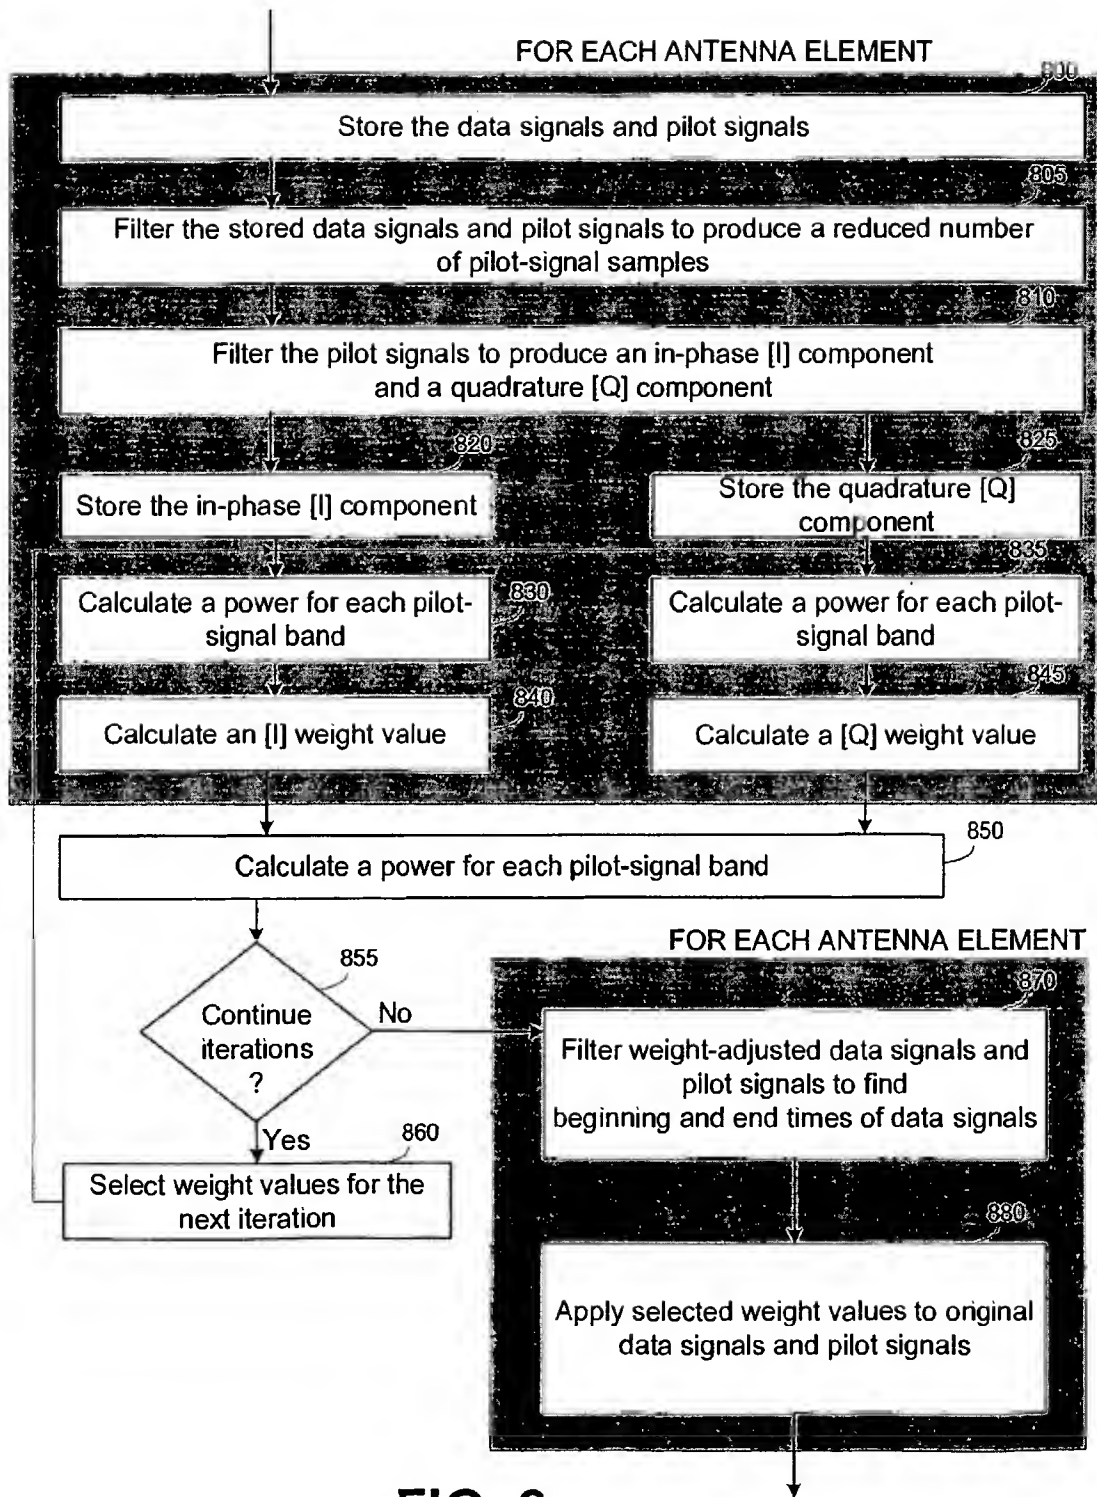 FOR EACH ANTENNA ELEMENT
800
Store the data signals and pilot signals
805
Filter the stored data signals and pilot signals to produce a reduced number
of pilot-signal samples
810
Filter the pilot signals to produce an in-phase [I] component
and a quadrature [Q] component
820
825
Store the in-phase [I] component
Store the quadrature [Q]
component
835
Calculate a power for each pilot-
signal band
830
Calculate a power for each pilot-
signal band
845
Calculate an [I] weight value
840
Calculate a [Q] weight value
850
Calculate a power for each pilot-signal band
FOR EACH ANTENNA ELEMENT
855
Continue
iterations
?
No
Yes
860
Select weight values for the
next iteration
870
Filter weight-adjusted data signals and
pilot signals to find
beginning and end times of data signals
880
Apply selected weight values to original
data signals and pilot signals
FIG.